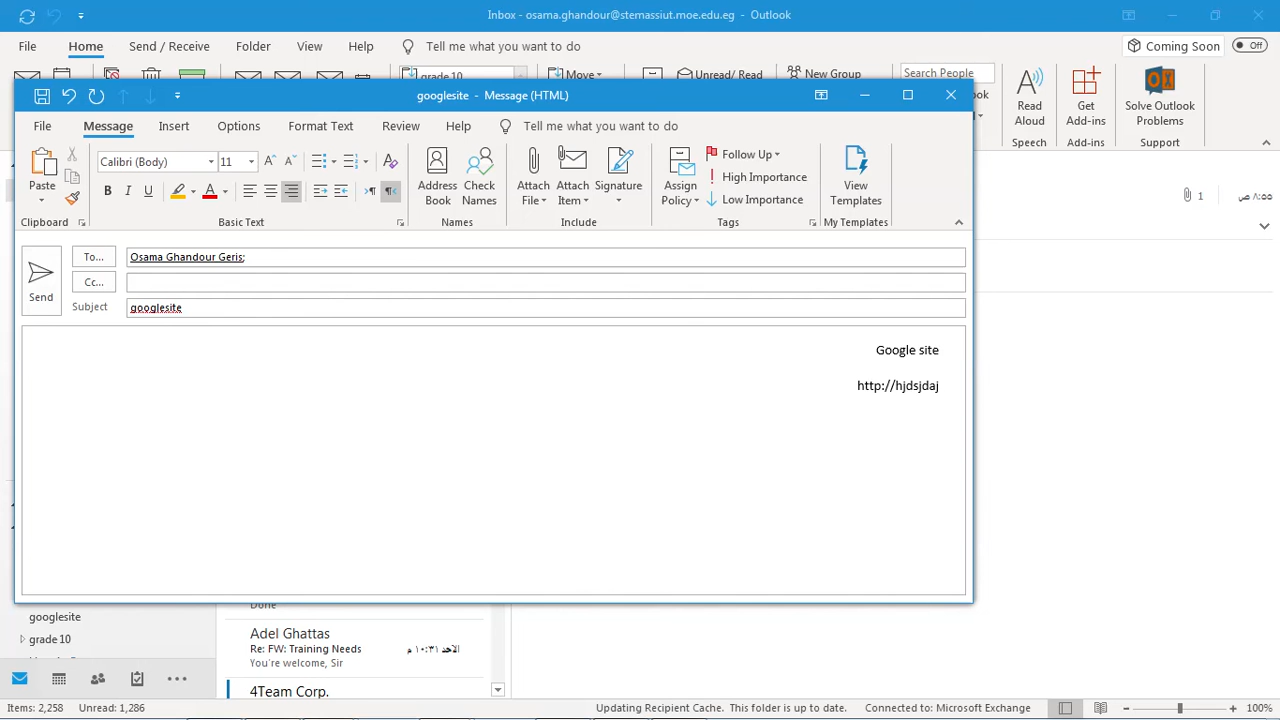 Inbox - osama.ghandour@stemassiut.moe.edu.eg - Outlook
File Home Send / Receive Folder View Help Tell me what you want to do Coming Soon Off
grade 10 Move Unread/ Read New Group Search People
googlesite - Message (HTML)
File Message Insert Options Format Text Review Help Tell me what you want to do
Calibri (Body) 11
Paste
Address Book
Check Names
Attach File
Attach Item
Signature
Assign Policy
Follow Up
High Importance
Low Importance
View Templates
Read Aloud
Get Add-ins
Solve Outlook Problems
Clipboard Basic Text Names Include Tags My Templates
Speech Add-ins Support
1 ٨:٥٥ ص
To... Osama Ghandour Geris;
Cc...
Send
Subject googlesite
Google site
http://hjdsjdaj
Done
googlesite
grade 10
Adel Ghattas
Re: FW: Training Needs الاحد ١٠:٣١ م
You're welcome, Sir
4Team Corp.
Items: 2,258 Unread: 1,286 Updating Recipient Cache. This folder is up to date. Connected to: Microsoft Exchange 100%